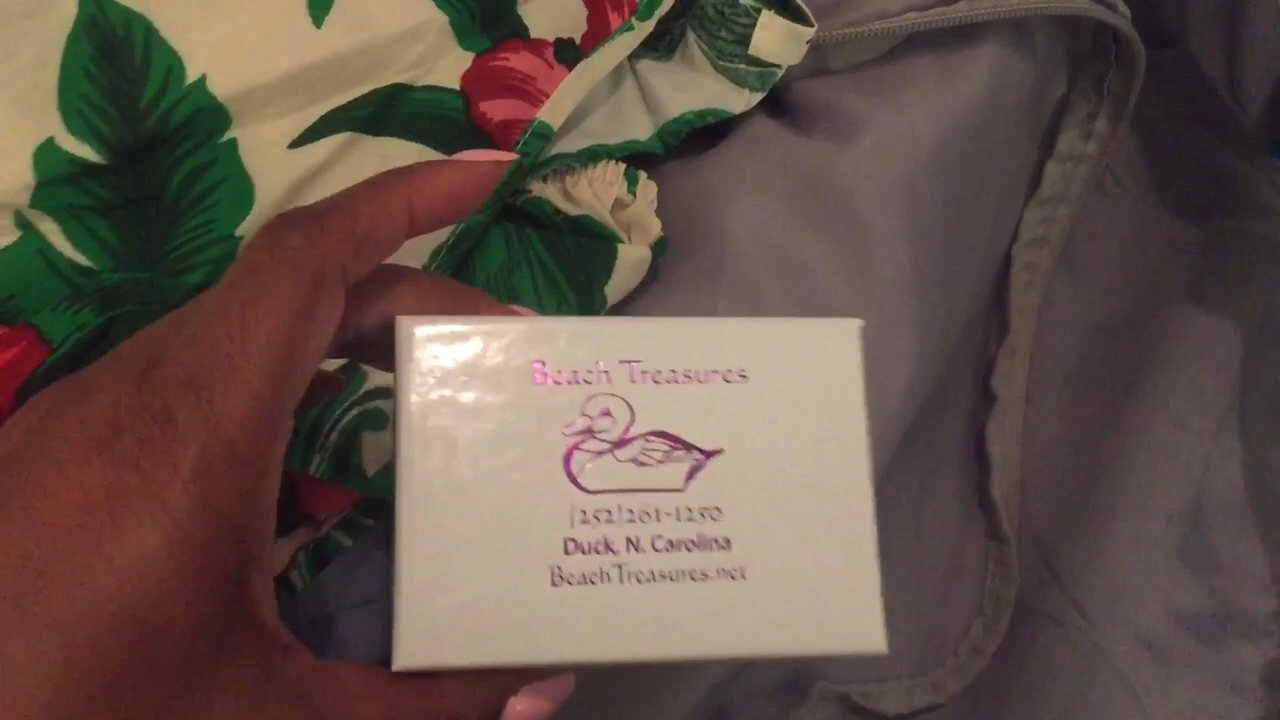 Beach Treasures
(252)261-1250
Duck, N. Carolina
BeachTreasures.net